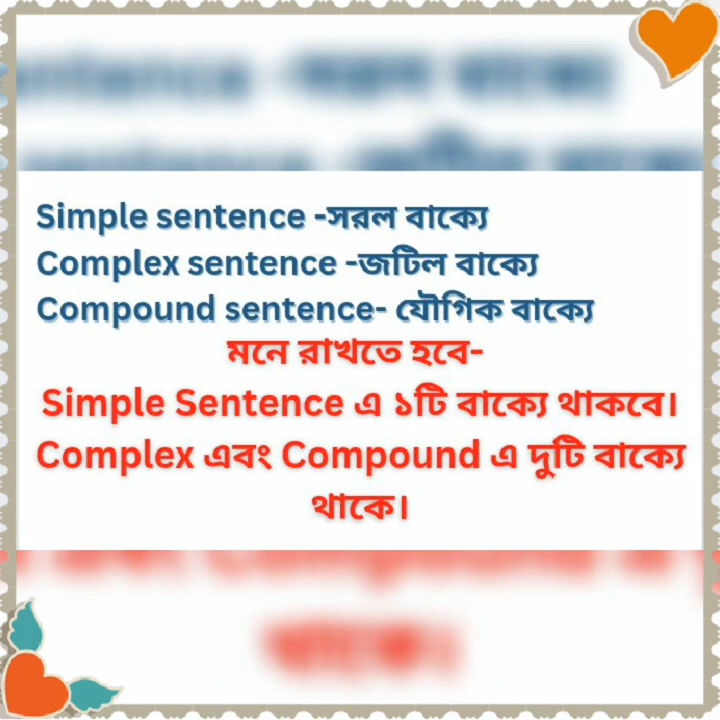 Simple sentence -সরল বাক্যে
Complex sentence -জটিল বাক্যে
Compound sentence- যৌগিক বাক্যে
মনে রাখতে হবে-
Simple Sentence এ ১টি বাক্যে থাকবে।
Complex এবং Compound এ দুটি বাক্যে
থাকে।